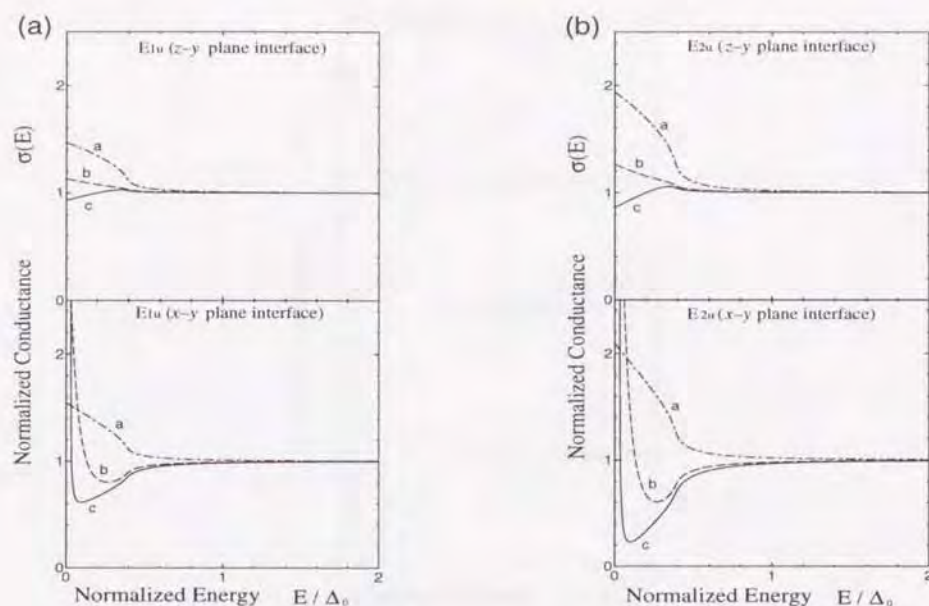 (a)
E1u (z-y plane interface)
2
a
b
1
c
0
E1u (x-y plane interface)
2
a
1
b
c
0
0
1
2
Normalized Conductance σ(E)
Normalized Energy E / Δ₀
(b)
E2u (z-y plane interface)
2
a
b
1
c
0
E2u (x-y plane interface)
2
a
1
b
c
0
0
1
2
Normalized Conductance σ(E)
Normalized Energy E / Δ₀